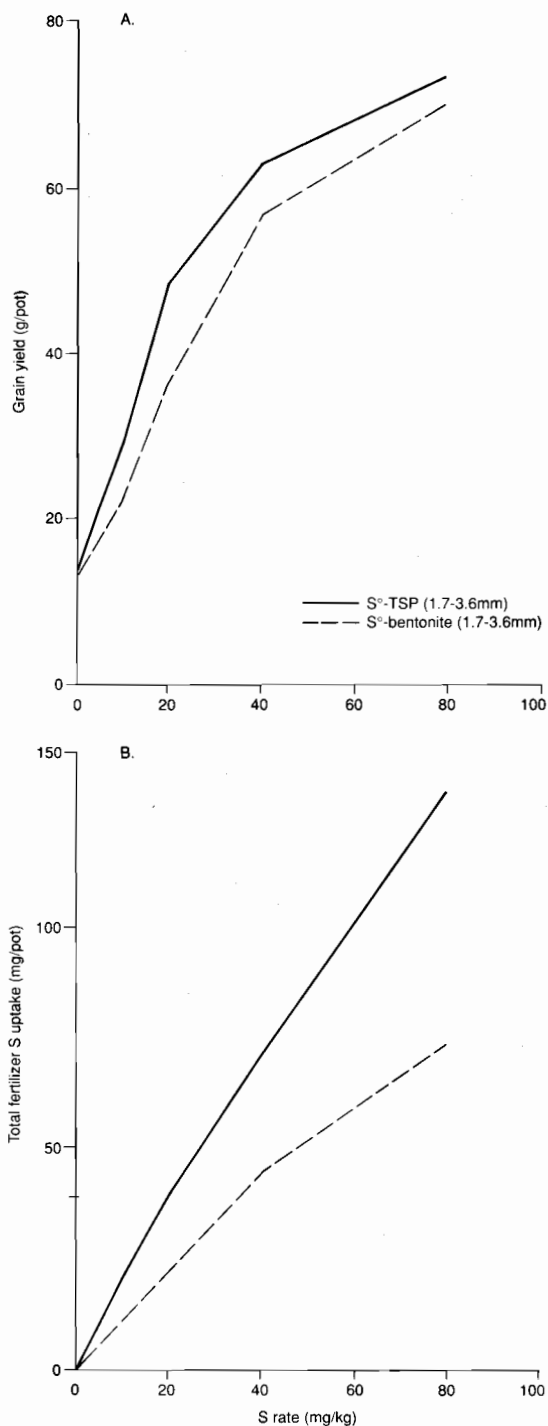 A.
80
60
40
20
0
Grain yield (g/pot)
S°-TSP (1.7-3.6mm)
S°-bentonite (1.7-3.6mm)
0 20 40 60 80 100
B.
150
100
50
0
Total fertilizer S uptake (mg/pot)
0 20 40 60 80 100
S rate (mg/kg)